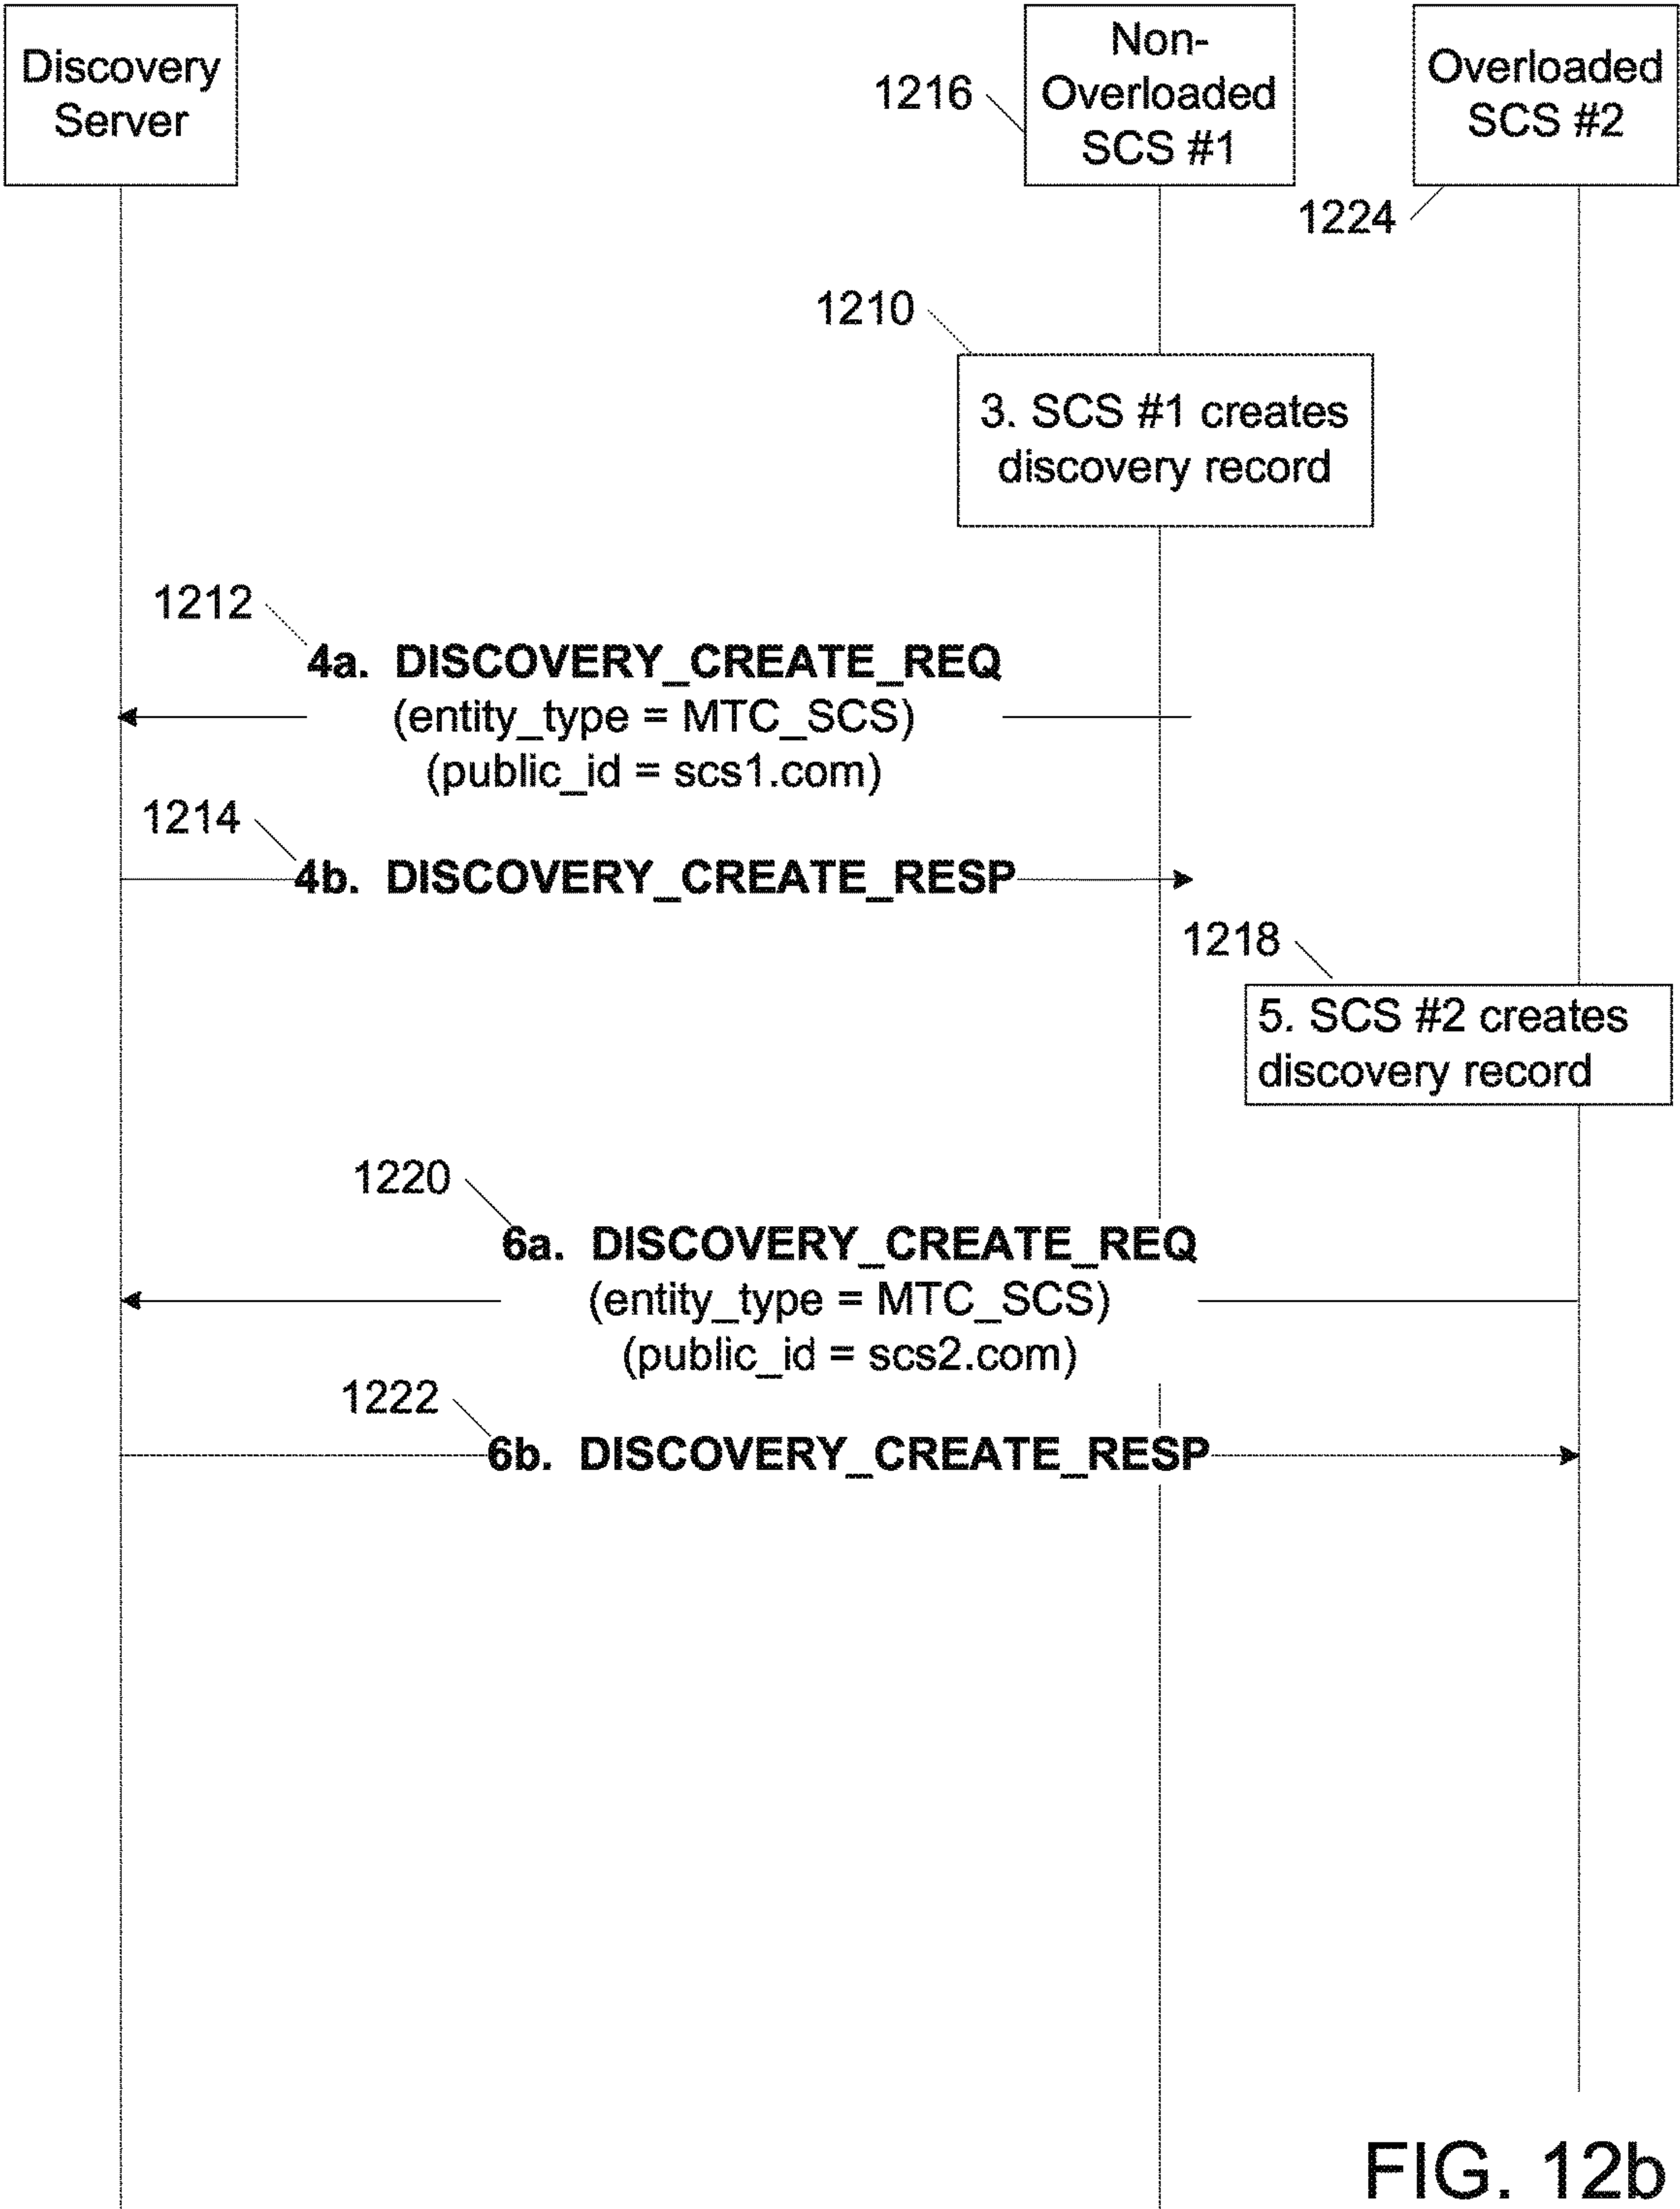 Discovery
Server
1216
Non-
Overloaded
SCS #1
Overloaded
SCS #2
1224
1210
3. SCS #1 creates
discovery record
1212
4a. DISCOVERY_CREATE_REQ
(entity_type = MTC_SCS)
(public_id = scs1.com)
1214
4b. DISCOVERY_CREATE_RESP
1218
5. SCS #2 creates
discovery record
1220
6a. DISCOVERY_CREATE_REQ
(entity_type = MTC_SCS)
(public_id = scs2.com)
1222
6b. DISCOVERY_CREATE_RESP
FIG. 12b